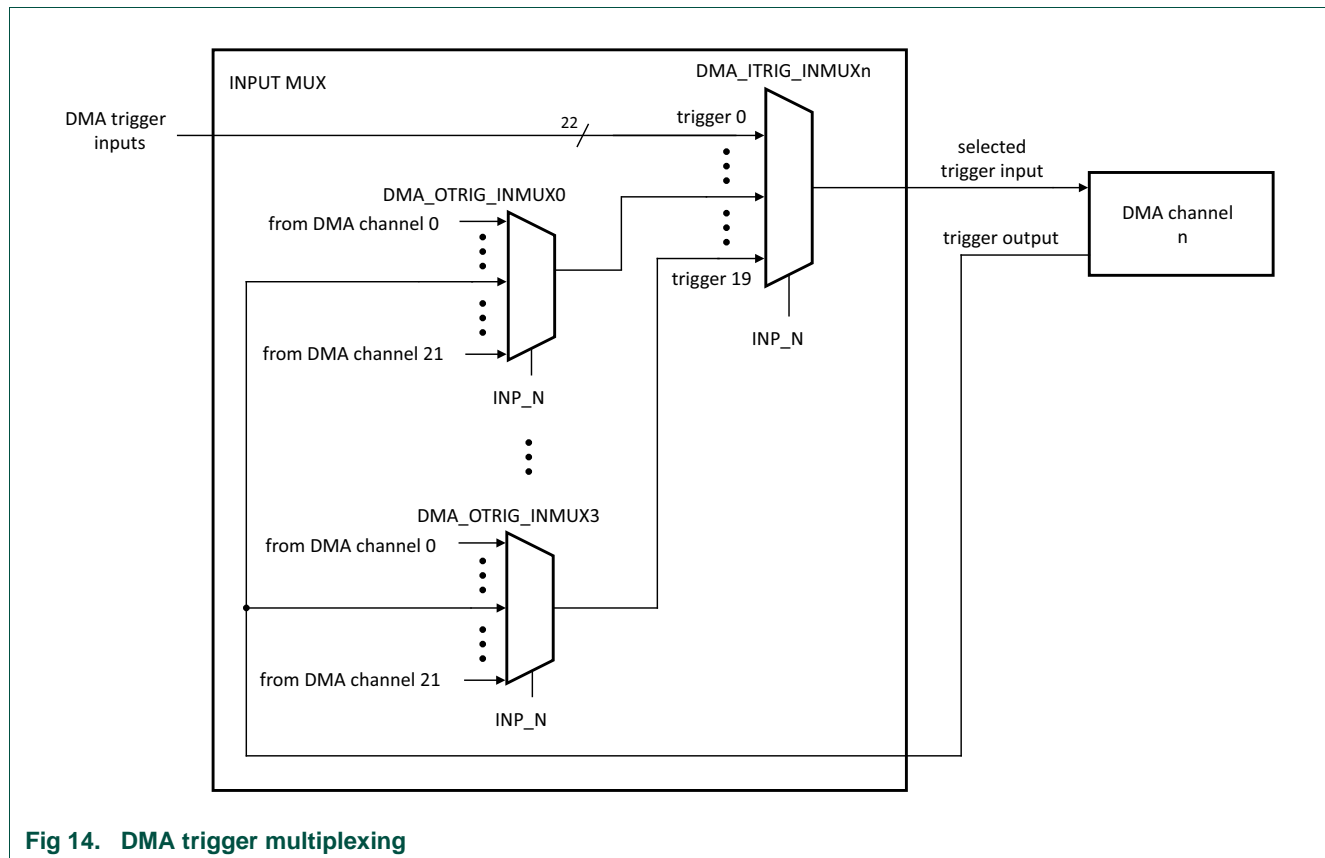 INPUT MUX
DMA_ITRIG_INMUXn
DMA trigger
inputs
22
trigger 0
selected
trigger input
DMA_OTRIG_INMUX0
from DMA channel 0
DMA channel
n
trigger output
trigger 19
INP_N
from DMA channel 21
INP_N
DMA_OTRIG_INMUX3
from DMA channel 0
from DMA channel 21
INP_N
Fig 14. DMA trigger multiplexing